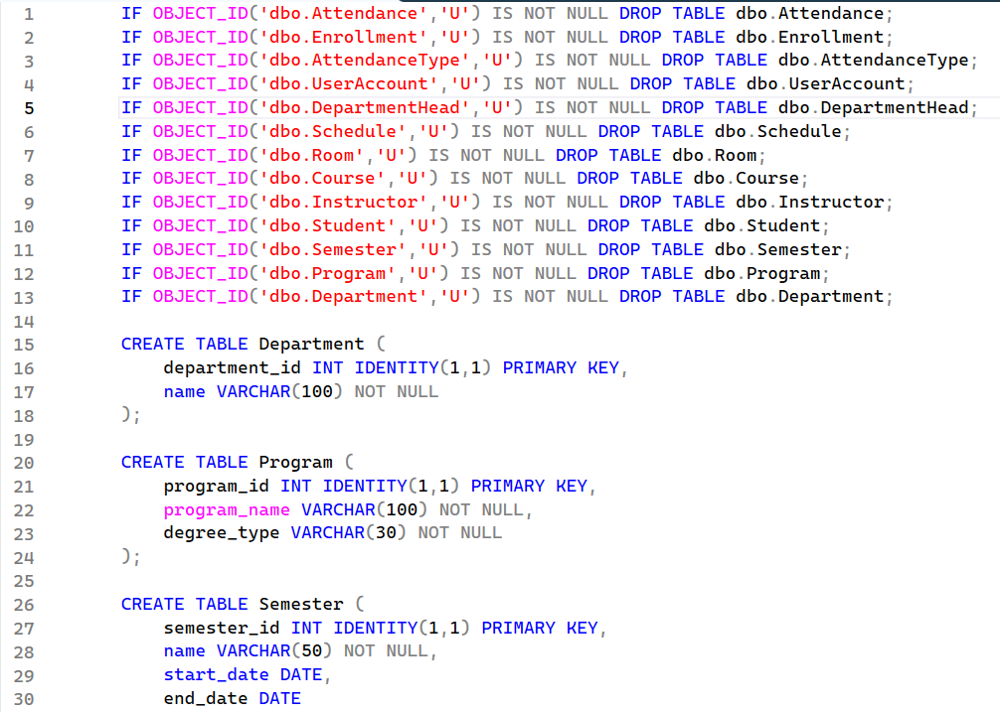 1 IF OBJECT_ID('dbo.Attendance','U') IS NOT NULL DROP TABLE dbo.Attendance;
2 IF OBJECT_ID('dbo.Enrollment','U') IS NOT NULL DROP TABLE dbo.Enrollment;
3 IF OBJECT_ID('dbo.AttendanceType','U') IS NOT NULL DROP TABLE dbo.AttendanceType;
4 IF OBJECT_ID('dbo.UserAccount','U') IS NOT NULL DROP TABLE dbo.UserAccount;
5 IF OBJECT_ID('dbo.DepartmentHead','U') IS NOT NULL DROP TABLE dbo.DepartmentHead;
6 IF OBJECT_ID('dbo.Schedule','U') IS NOT NULL DROP TABLE dbo.Schedule;
7 IF OBJECT_ID('dbo.Room','U') IS NOT NULL DROP TABLE dbo.Room;
8 IF OBJECT_ID('dbo.Course','U') IS NOT NULL DROP TABLE dbo.Course;
9 IF OBJECT_ID('dbo.Instructor','U') IS NOT NULL DROP TABLE dbo.Instructor;
10 IF OBJECT_ID('dbo.Student','U') IS NOT NULL DROP TABLE dbo.Student;
11 IF OBJECT_ID('dbo.Semester','U') IS NOT NULL DROP TABLE dbo.Semester;
12 IF OBJECT_ID('dbo.Program','U') IS NOT NULL DROP TABLE dbo.Program;
13 IF OBJECT_ID('dbo.Department','U') IS NOT NULL DROP TABLE dbo.Department;
14
15 CREATE TABLE Department (
16 department_id INT IDENTITY(1,1) PRIMARY KEY,
17 name VARCHAR(100) NOT NULL
18 );
19
20 CREATE TABLE Program (
21 program_id INT IDENTITY(1,1) PRIMARY KEY,
22 program_name VARCHAR(100) NOT NULL,
23 degree_type VARCHAR(30) NOT NULL
24 );
25
26 CREATE TABLE Semester (
27 semester_id INT IDENTITY(1,1) PRIMARY KEY,
28 name VARCHAR(50) NOT NULL,
29 start_date DATE,
30 end_date DATE